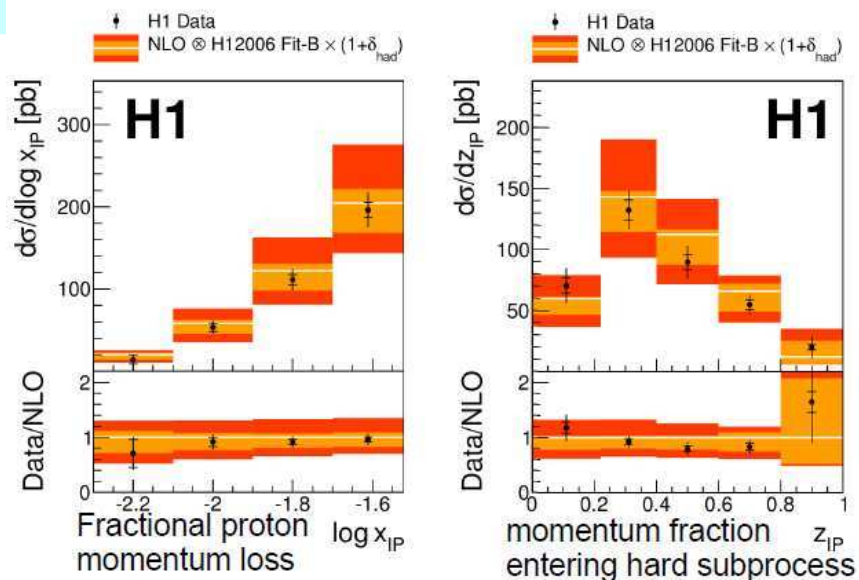 H1 Data
NLO ⊗ H12006 Fit-B × (1+δhad)
H1
dσ/dlog xIP [pb]
300
200
100
Data/NLO
2
1
0
-2.2 -2 -1.8 -1.6
Fractional proton
momentum loss
log xIP
H1 Data
NLO ⊗ H12006 Fit-B × (1+δhad)
H1
dσ/dzIP [pb]
200
150
100
50
Data/NLO
2
1
0
0 0.2 0.4 0.6 0.8 1
momentum fraction
entering hard subprocess
zIP